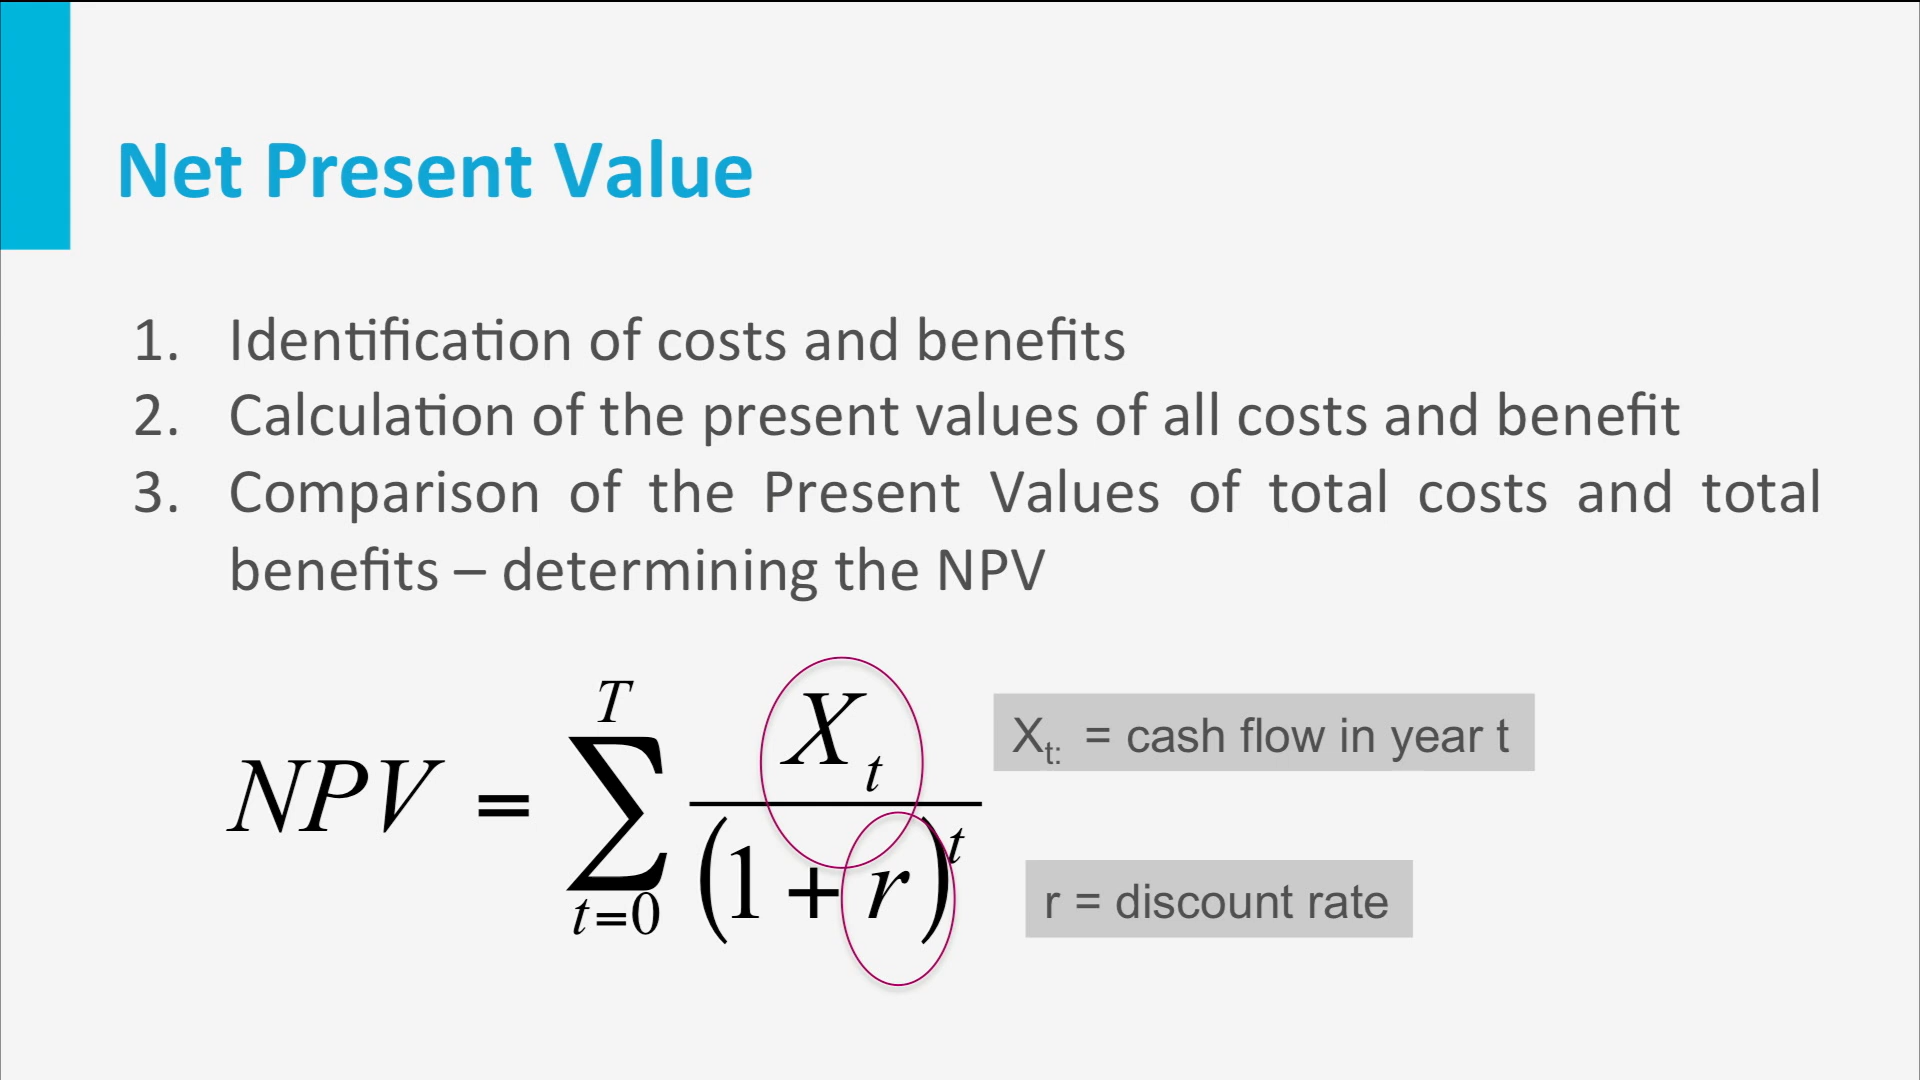 Net Present Value
1. Identification of costs and benefits
2. Calculation of the present values of all costs and benefit
3. Comparison of the Present Values of total costs and total
benefits – determining the NPV
NPV = ∑_{t=0}^{T} X_t / (1 + r)^t
X_t: = cash flow in year t
r = discount rate